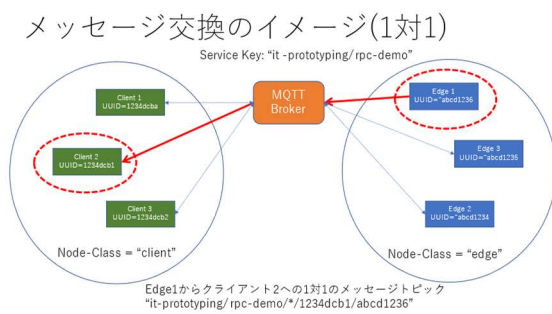 メッセージ交換のイメージ(1対1)
Service Key: “it -prototyping/rpc-demo”
Client 1
UUID=1234dcba
MQTT
Broker
Edge 1
UUID=“abcd1236
Client 2
UUID=1234dcb1
Edge 3
UUID=“abcd1235
Client 3
UUID=1234dcb2
Edge 2
UUID=“abcd1234
Node-Class = “client”
Node-Class = “edge”
Edge1からクライアント2への1対1のメッセージトピック
“it-prototyping/rpc-demo/*/1234dcb1/abcd1236”